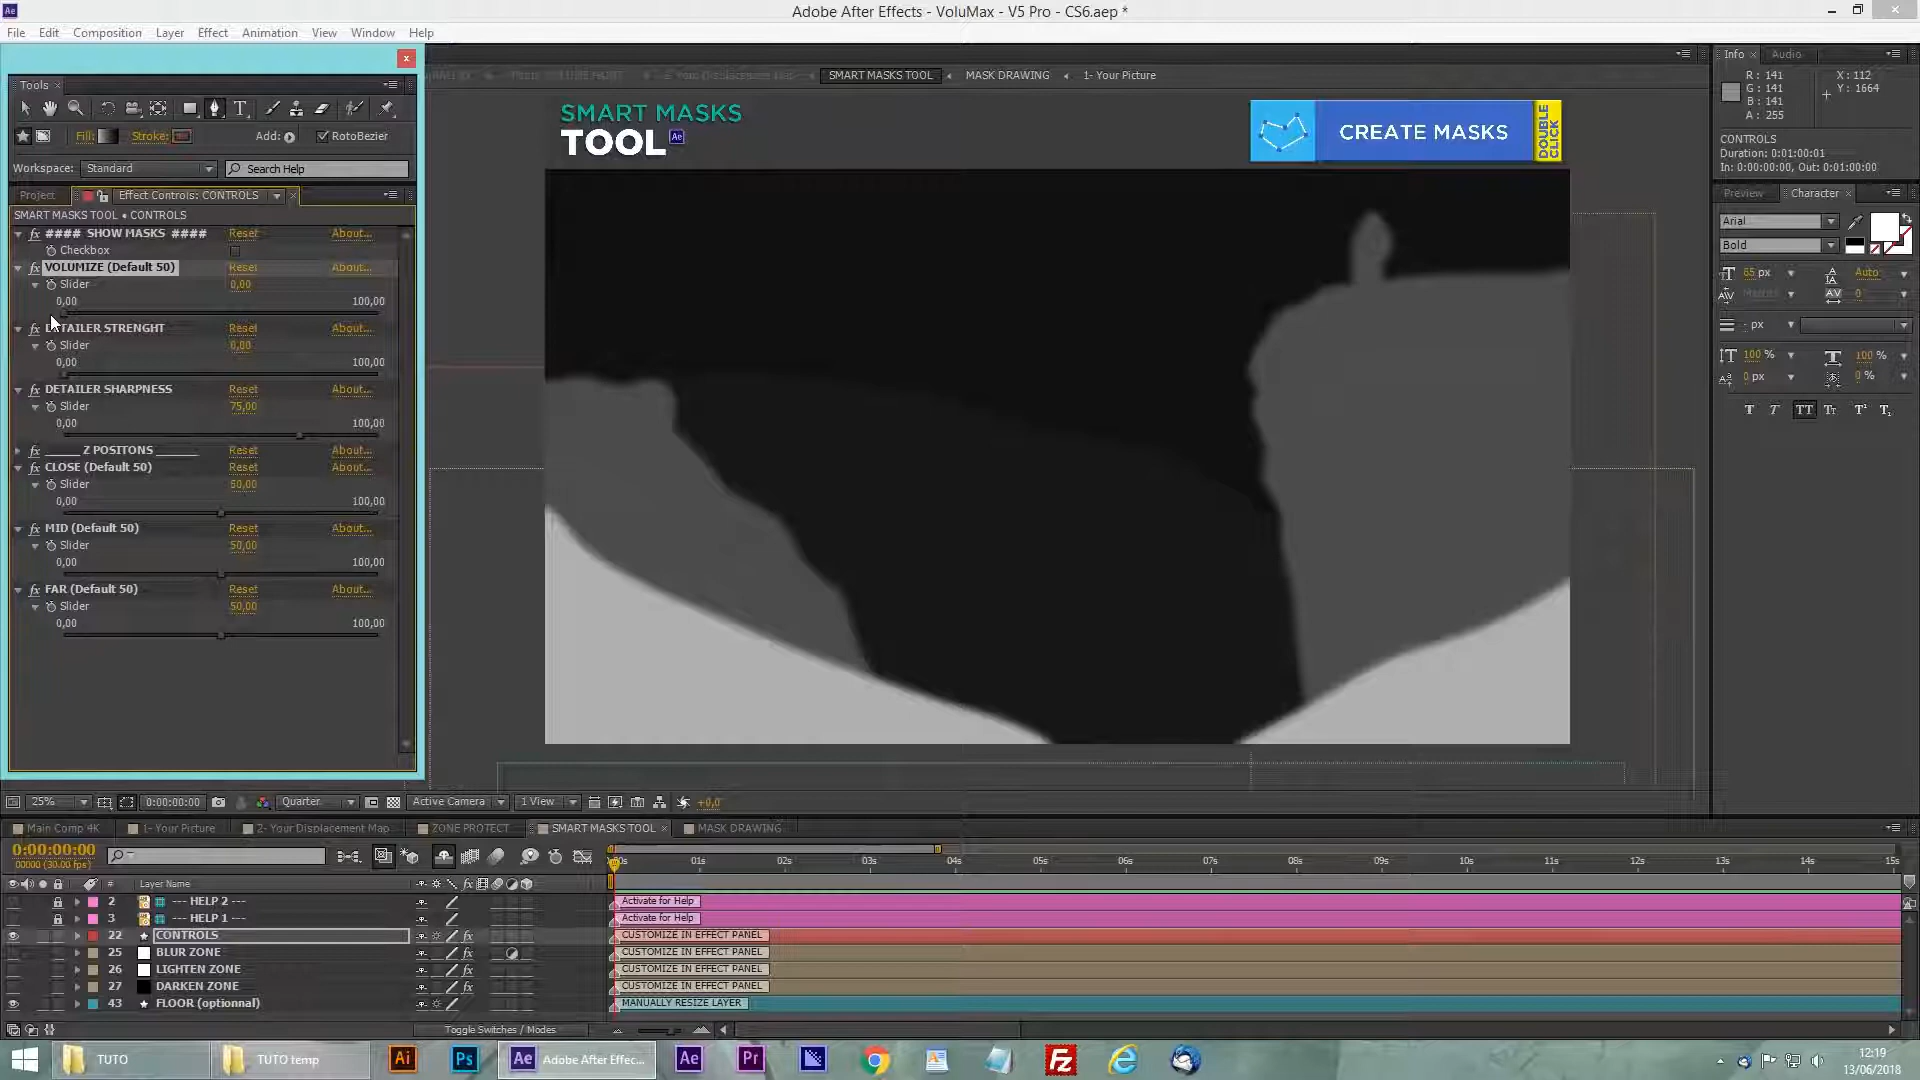 Adobe After Effects - VoluMax - V5 Pro - CS6.aep *
File Edit Composition Layer Effect Animation View Window Help
Tools
Fill: Stroke: Add: RotoBezier
Workspace: Standard Search Help
Project Effect Controls: CONTROLS
SMART MASKS TOOL • CONTROLS
#### SHOW MASKS #### Reset About...
Checkbox
VOLUMIZE (Default 50) Reset About...
Slider 0,00
0,00 100,00
DETAILER STRENGHT Reset About...
Slider 0,00
0,00 100,00
DETAILER SHARPNESS Reset About...
Slider 75,00
0,00 100,00
_____ Z POSITONS ______ Reset About...
CLOSE (Default 50) Reset About...
Slider 50,00
0,00 100,00
MID (Default 50) Reset About...
Slider 50,00
0,00 100,00
FAR (Default 50) Reset About...
Slider 50,00
0,00 100,00
SMART MASKS TOOL MASK DRAWING 1- Your Picture
SMART MASKS
TOOL Ae
CREATE MASKS
DOUBLE CLICK
Info Audio
R : 141 X : 112
G : 141 Y : 1664
B : 141
A : 255
CONTROLS
Duration: 0:01:00:01
In: 0:00:00:00, Out: 0:01:00:00
Preview Character
Arial
Bold
65 px Auto
0
- px
100 % 100 %
0 px 0 %
25% 0:00:00:00 Quarter Active Camera 1 View +0,0
Main Comp 4K 1- Your Picture 2- Your Displacement Map ZONE PROTECT SMART MASKS TOOL MASK DRAWING
0:00:00:00
00000 (30.00 fps)
01s 02s 03s 04s 05s 06s 07s 08s 09s 10s 11s 12s 13s 14s 15s
# Layer Name
2 --- HELP 2 --- Activate for Help
3 --- HELP 1 --- Activate for Help
22 CONTROLS CUSTOMIZE IN EFFECT PANEL
25 BLUR ZONE CUSTOMIZE IN EFFECT PANEL
26 LIGHTEN ZONE CUSTOMIZE IN EFFECT PANEL
27 DARKEN ZONE CUSTOMIZE IN EFFECT PANEL
43 FLOOR (optionnal) MANUALLY RESIZE LAYER
Toggle Switches / Modes
TUTO TUTO temp Ai Ps Ae Adobe After Effec... Ae Pr Fz
12:19
13/06/2018